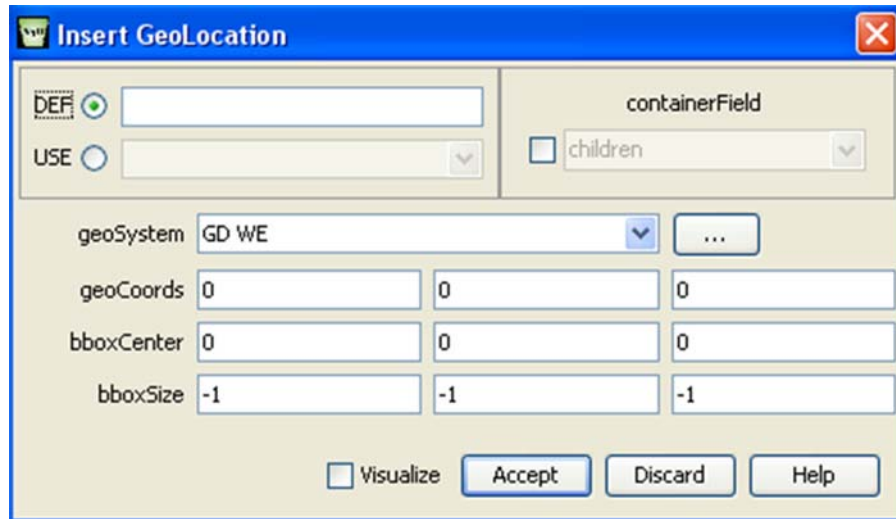 Insert GeoLocation
DEF
containerField
USE
children
geoSystem GD WE ...
geoCoords 0 0 0
bboxCenter 0 0 0
bboxSize -1 -1 -1
Visualize Accept Discard Help